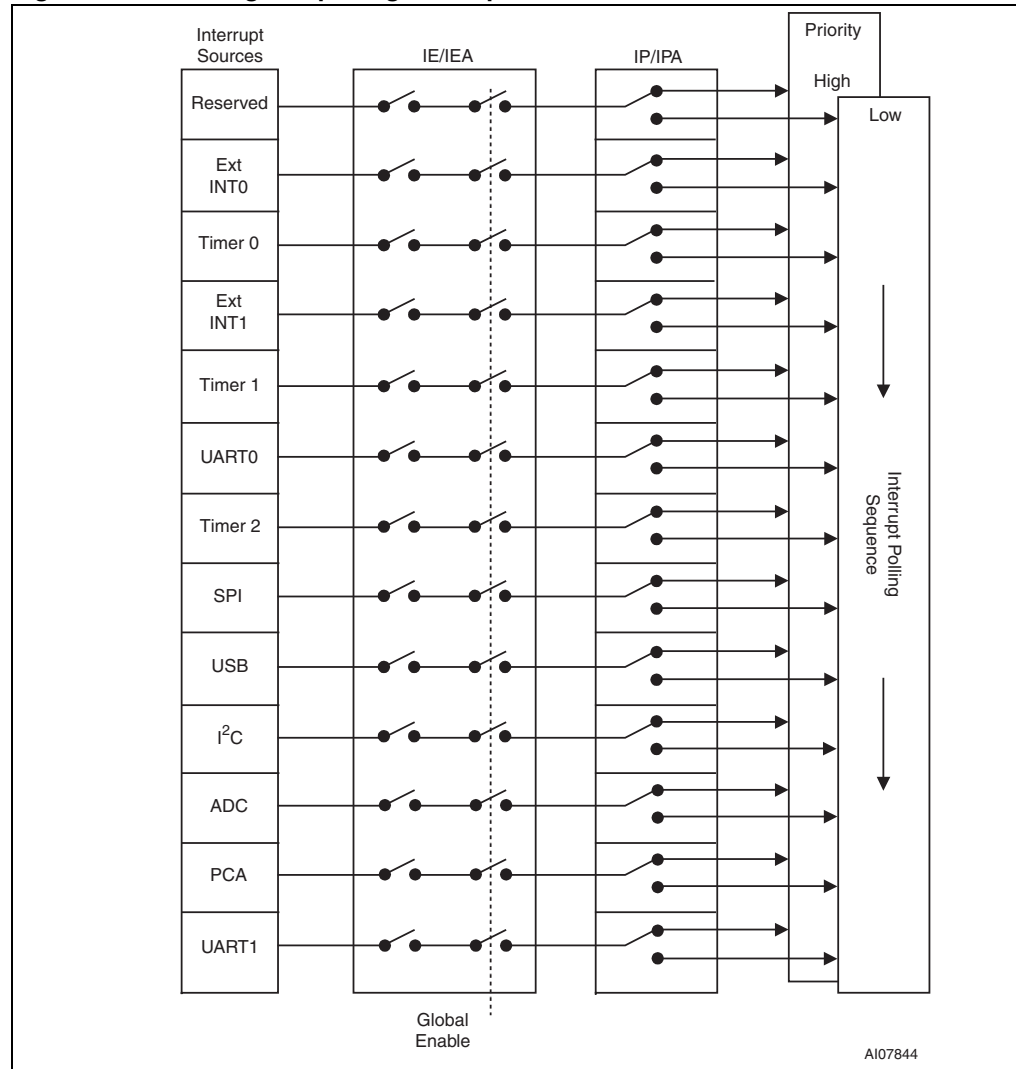 Interrupt
Sources
IE/IEA
IP/IPA
Priority
High
Low
Reserved
Ext
INT0
Timer 0
Ext
INT1
Timer 1
UART0
Timer 2
SPI
USB
I²C
ADC
PCA
UART1
Interrupt Polling
Sequence
Global
Enable
AI07844